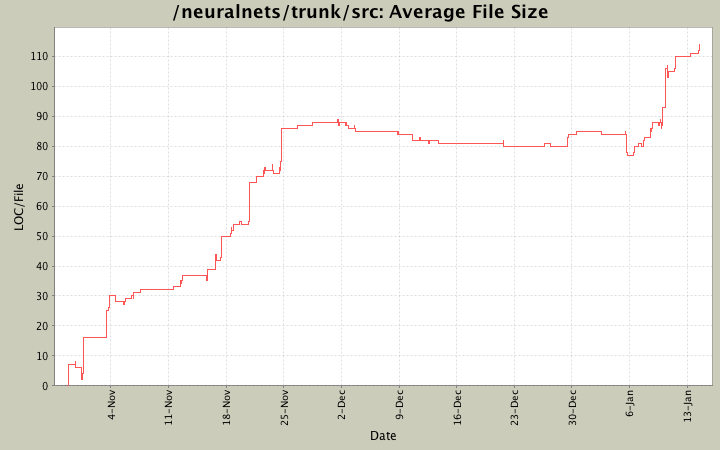 /neuralnets/trunk/src: Average File Size
LOC/File
110
100
90
80
70
60
50
40
30
20
10
0
4-Nov
11-Nov
18-Nov
25-Nov
2-Dec
9-Dec
16-Dec
23-Dec
30-Dec
6-Jan
13-Jan
Date